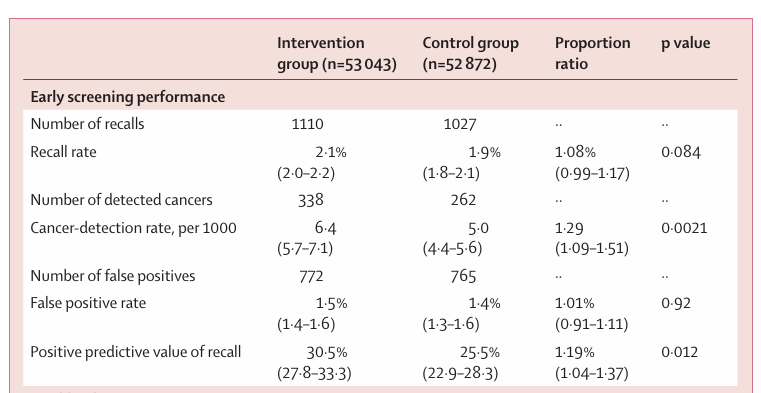 Intervention Control group Proportion p value
group (n=53 043) (n=52 872) ratio
Early screening performance
Number of recalls 1110 1027 ·· ··
Recall rate 2·1% 1·9% 1·08% 0·084
(2·0–2·2) (1·8–2·1) (0·99–1·17)
Number of detected cancers 338 262 ·· ··
Cancer-detection rate, per 1000 6·4 5·0 1·29 0·0021
(5·7–7·1) (4·4–5·6) (1·09–1·51)
Number of false positives 772 765 ·· ··
False positive rate 1·5% 1·4% 1·01% 0·92
(1·4–1·6) (1·3–1·6) (0·91–1·11)
Positive predictive value of recall 30·5% 25·5% 1·19% 0·012
(27·8–33·3) (22·9–28·3) (1·04–1·37)